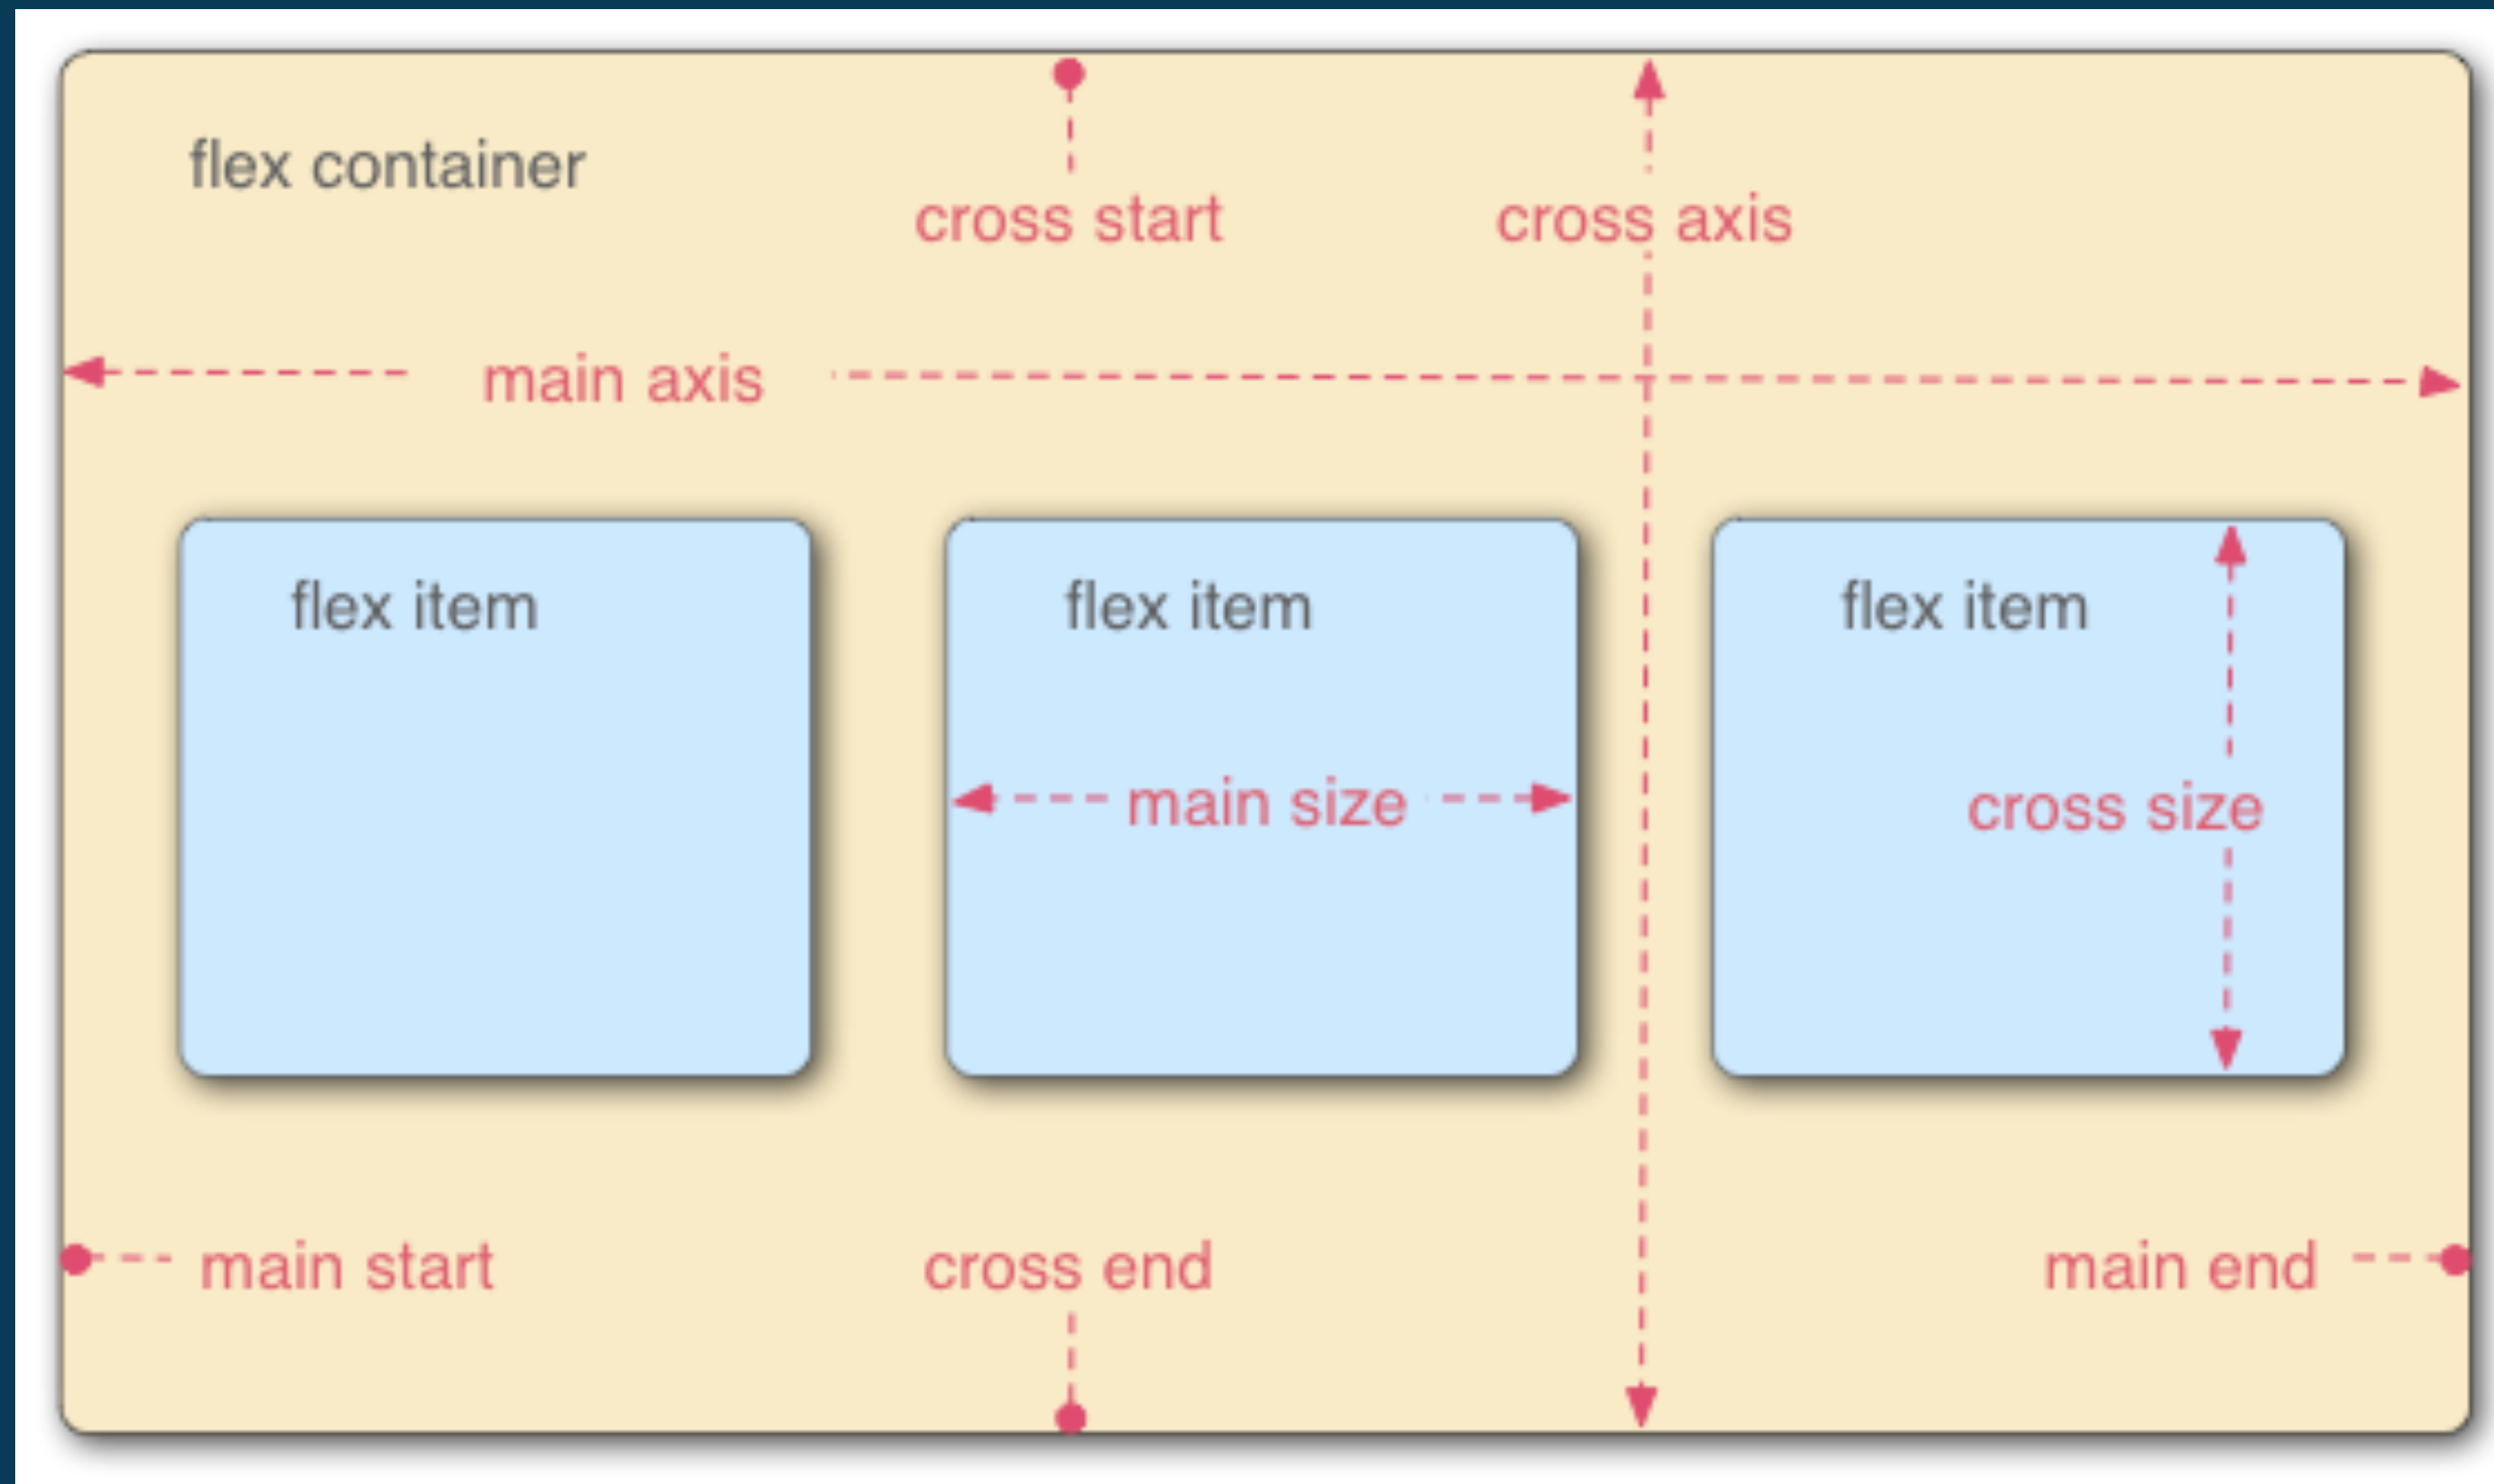 flex container
cross start
cross axis
main axis
flex item
flex item
flex item
main size
cross size
main start
cross end
main end